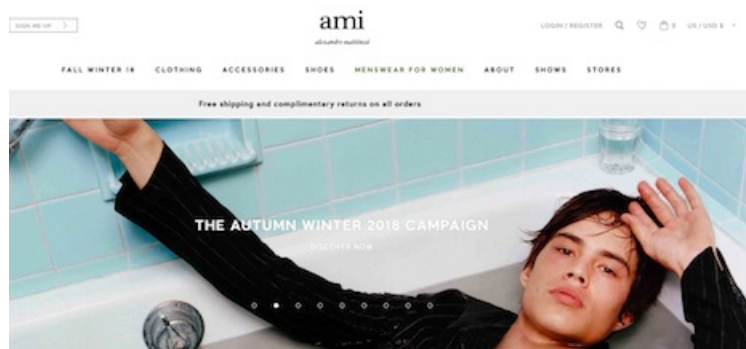 SIGN ME UP
ami
alexandre mattiussi
LOGIN / REGISTER
0
US / USD $
FALL WINTER 18 CLOTHING ACCESSORIES SHOES MENSWEAR FOR WOMEN ABOUT SHOWS STORES
Free shipping and complimentary returns on all orders
THE AUTUMN WINTER 2018 CAMPAIGN
DISCOVER NOW